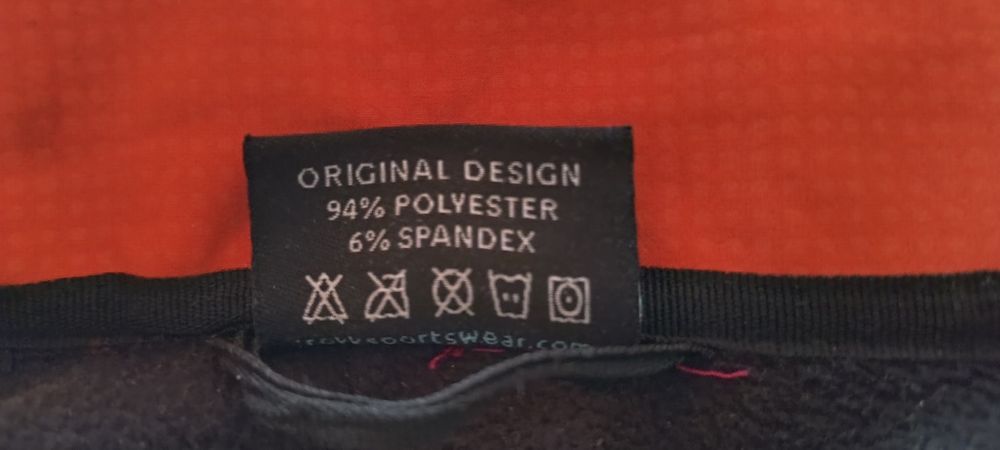 ORIGINAL DESIGN
94% POLYESTER
6% SPANDEX